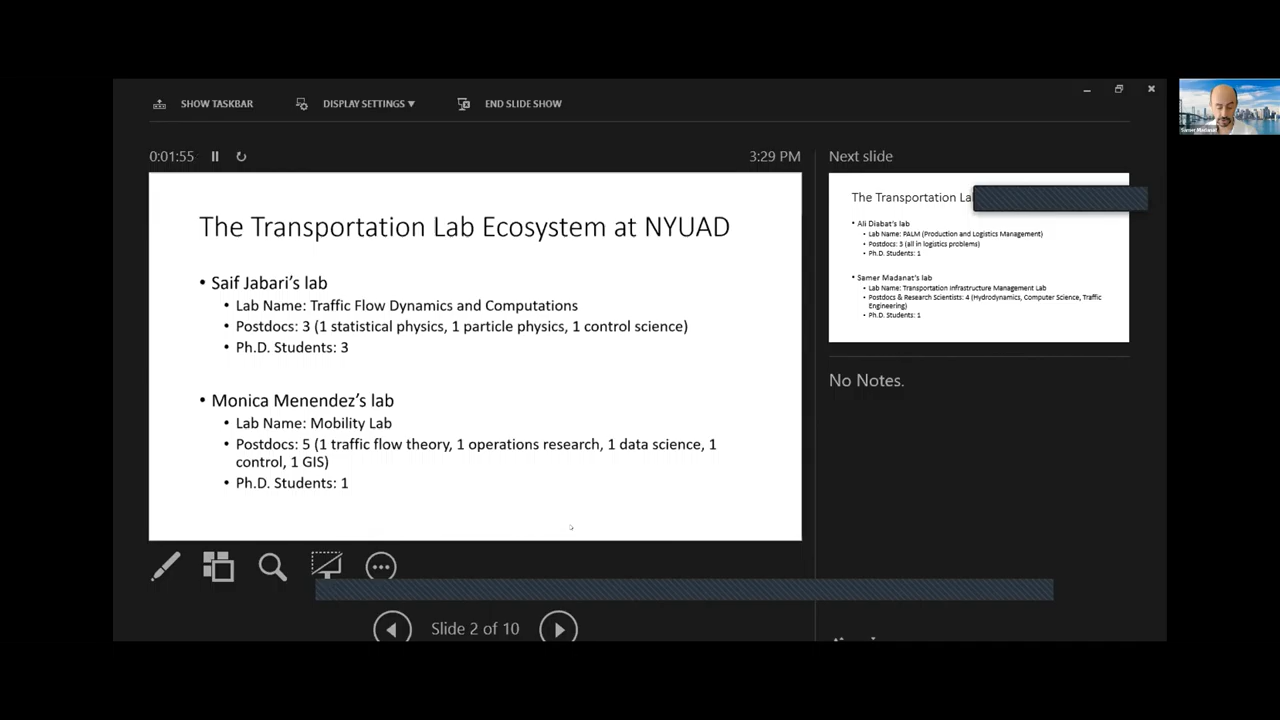 SHOW TASKBAR
DISPLAY SETTINGS ▼
END SLIDE SHOW
0:01:55
3:29 PM
The Transportation Lab Ecosystem at NYUAD
• Saif Jabari's lab
• Lab Name: Traffic Flow Dynamics and Computations
• Postdocs: 3 (1 statistical physics, 1 particle physics, 1 control science)
• Ph.D. Students: 3
• Monica Menendez's lab
• Lab Name: Mobility Lab
• Postdocs: 5 (1 traffic flow theory, 1 operations research, 1 data science, 1
control, 1 GIS)
• Ph.D. Students: 1
Slide 2 of 10
Next slide
The Transportation
• Ali Diabat's lab
• Lab Name: PALM (Production and Logistics Management)
• Postdocs: 3 (all in logistics problems)
• Ph.D. Students: 1
• Samer Madanat's lab
• Lab Name: Transportation Infrastructure Management Lab
• Postdocs & Research Scientists: 4 (Hydrodynamics, Computer Science, Traffic
Engineering)
• Ph.D. Students: 1
No Notes.
Samer Madanat